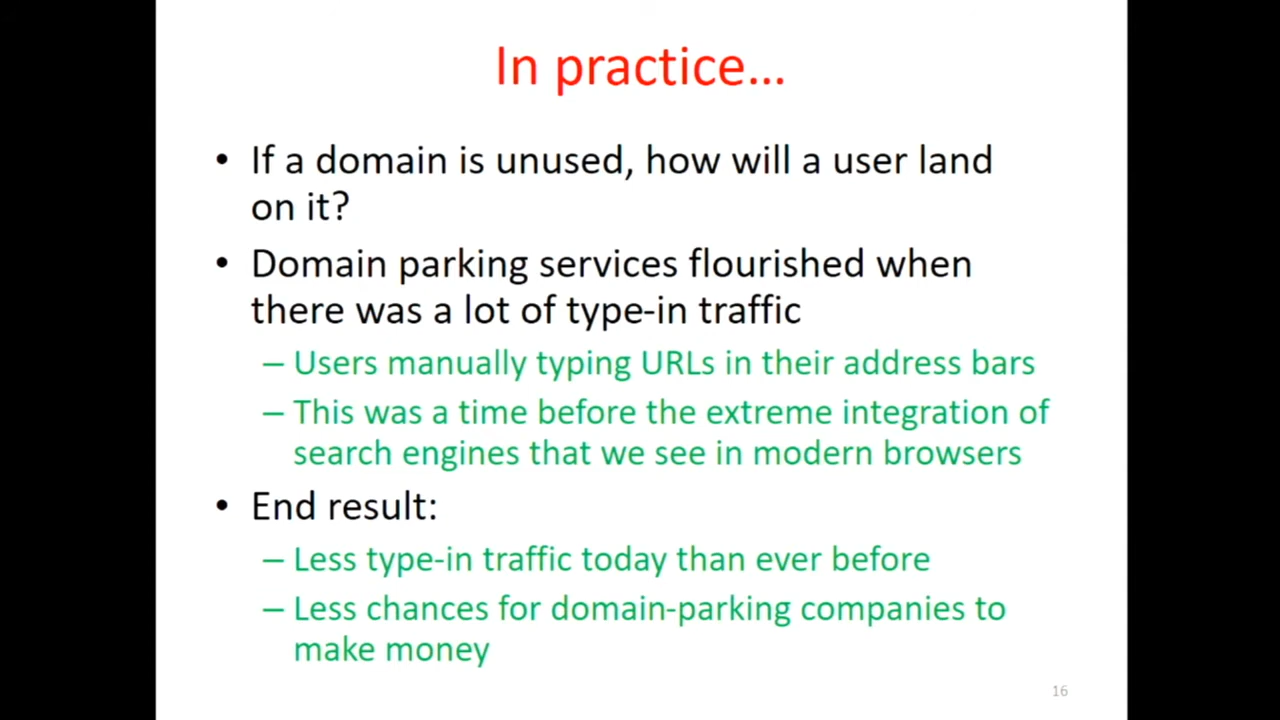 In practice...
• If a domain is unused, how will a user land
on it?
• Domain parking services flourished when
there was a lot of type-in traffic
– Users manually typing URLs in their address bars
– This was a time before the extreme integration of
search engines that we see in modern browsers
• End result:
– Less type-in traffic today than ever before
– Less chances for domain-parking companies to
make money
16